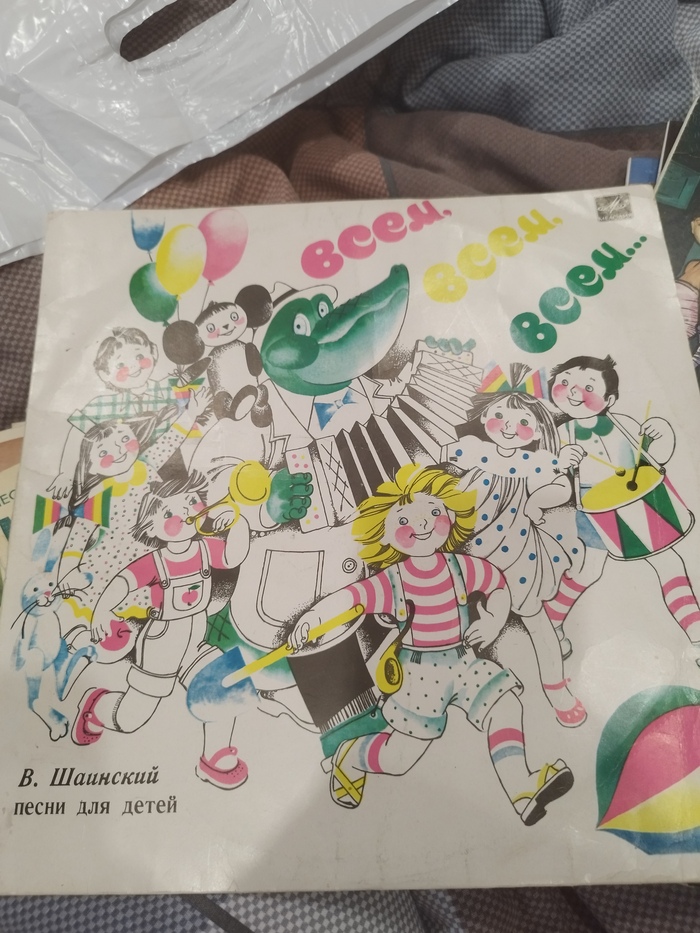 всем,
всем,
всем...
В. Шаинский
песни для детей